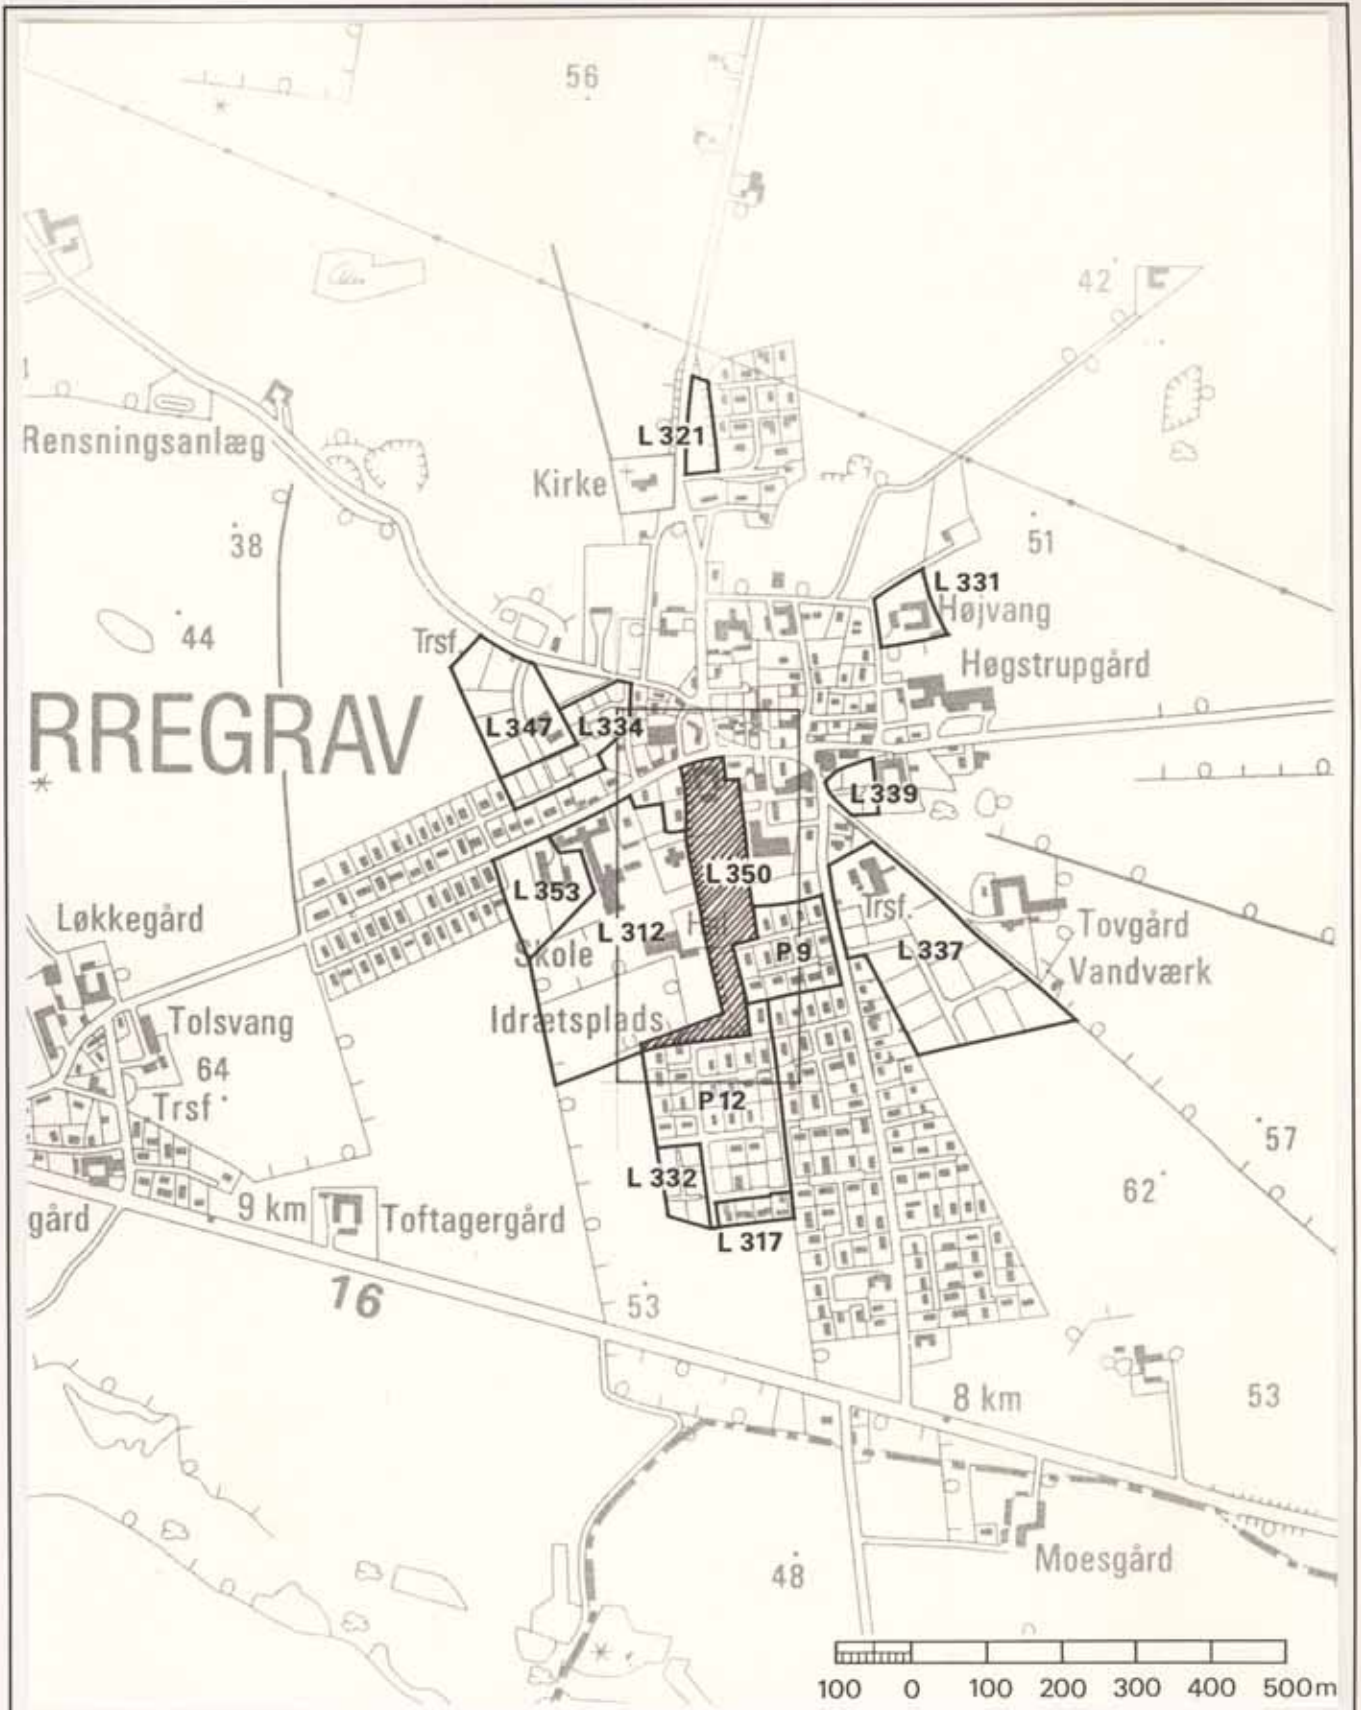 56
42
L 321
Rensningsanlæg
Kirke
38
51
L 331
Højvang
44
Trsf.
Høgstrupgård
RREGRAV
L 347
L 334
L 339
L 350
L 353
Løkkegård
Trsf.
Tovgård
L 312
Hal
P 9
L 337
Skole
Vandværk
Tolsvang
Idrætsplads
64
P 12
Trsf
57
L 332
62
9 km
gård
Toftagergård
L 317
16
53
8 km
53
Moesgård
48
100 0 100 200 300 400 500m